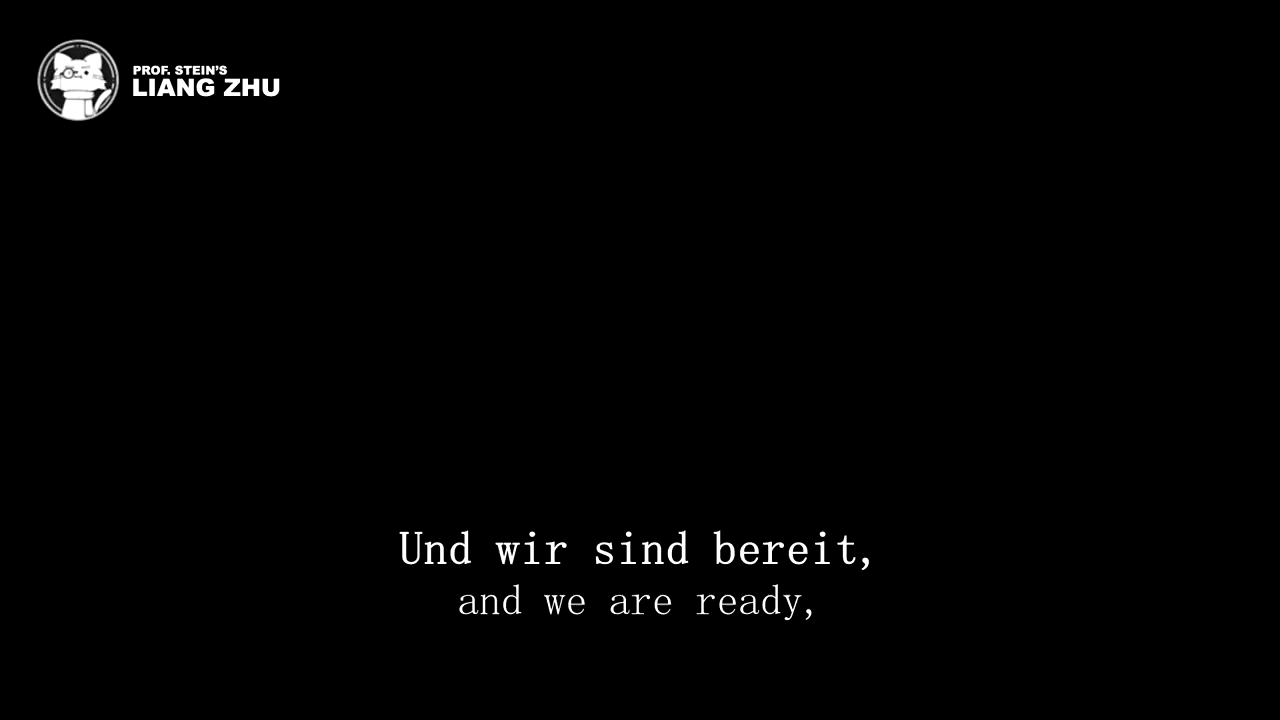 PROF. STEIN'S
LIANG ZHU
Und wir sind bereit,
and we are ready,